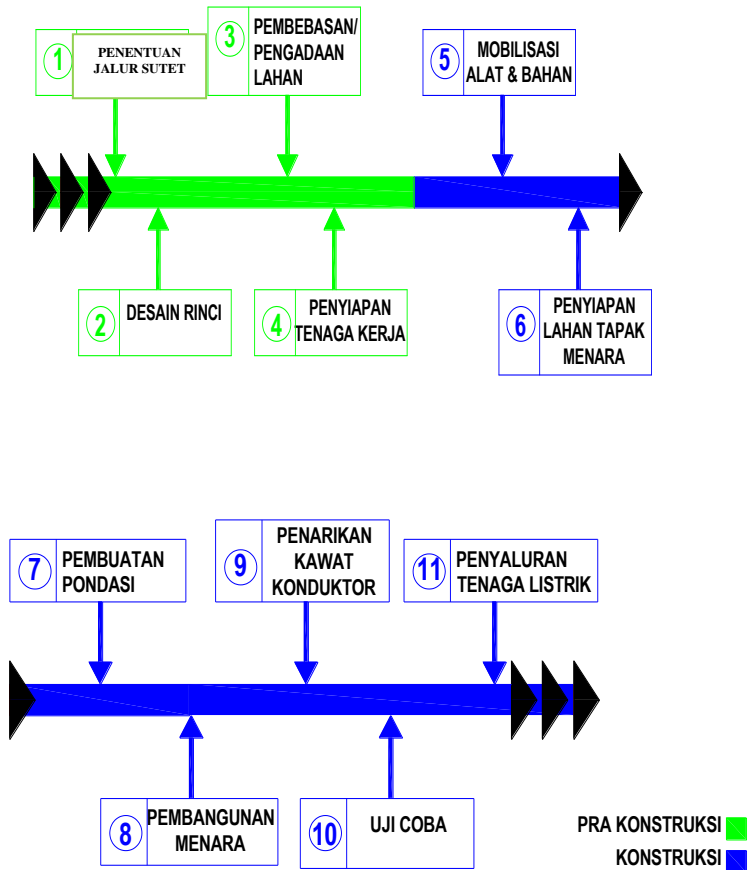 1
PENENTUAN
JALUR SUTET
3
PEMBEBASAN/
PENGADAAN
LAHAN
5
MOBILISASI
ALAT & BAHAN
2
DESAIN RINCI
4
PENYIAPAN
TENAGA KERJA
6
PENYIAPAN
LAHAN TAPAK
MENARA
7
PEMBUATAN
PONDASI
9
PENARIKAN
KAWAT
KONDUKTOR
11
PENYALURAN
TENAGA LISTRIK
8
PEMBANGUNAN
MENARA
10
UJI COBA
PRA KONSTRUKSI
KONSTRUKSI